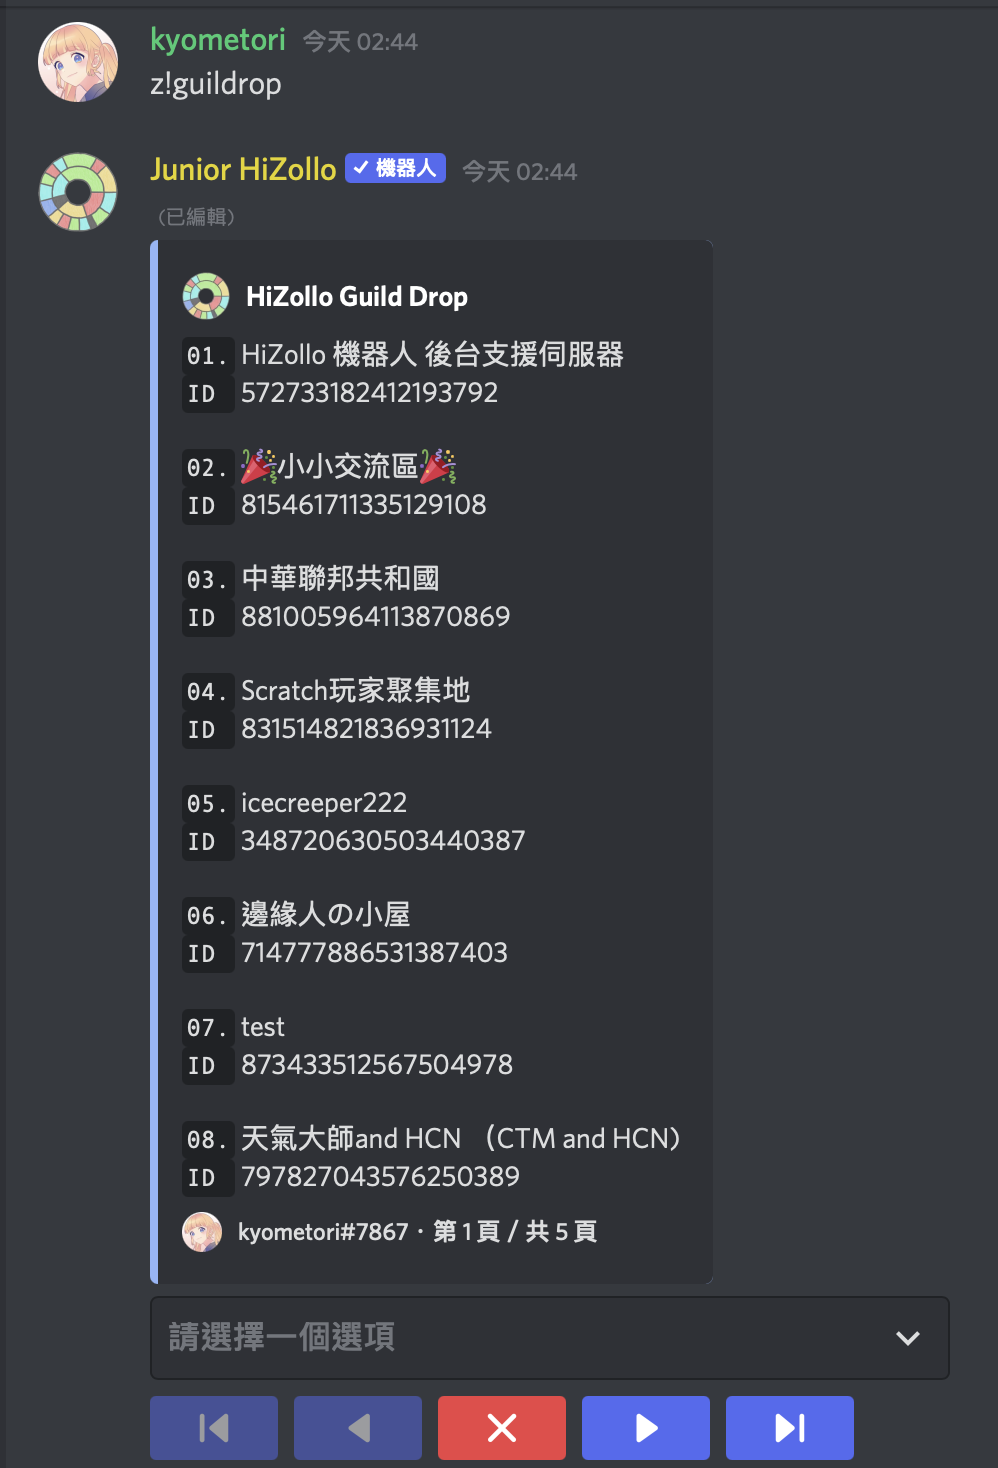 kyometori 今天 02:44
z!guildrop
Junior HiZollo ✓ 機器人 今天 02:44
(已編輯)
HiZollo Guild Drop
01. HiZollo 機器人 後台支援伺服器
ID 572733182412193792
02. 🎉小小交流區🎉
ID 815461711335129108
03. 中華聯邦共和國
ID 881005964113870869
04. Scratch玩家聚集地
ID 831514821836931124
05. icecreeper222
ID 348720630503440387
06. 邊緣人の小屋
ID 714777886531387403
07. test
ID 873433512567504978
08. 天氣大師and HCN （CTM and HCN）
ID 797827043576250389
kyometori#7867 · 第 1 頁 / 共 5 頁
請選擇一個選項